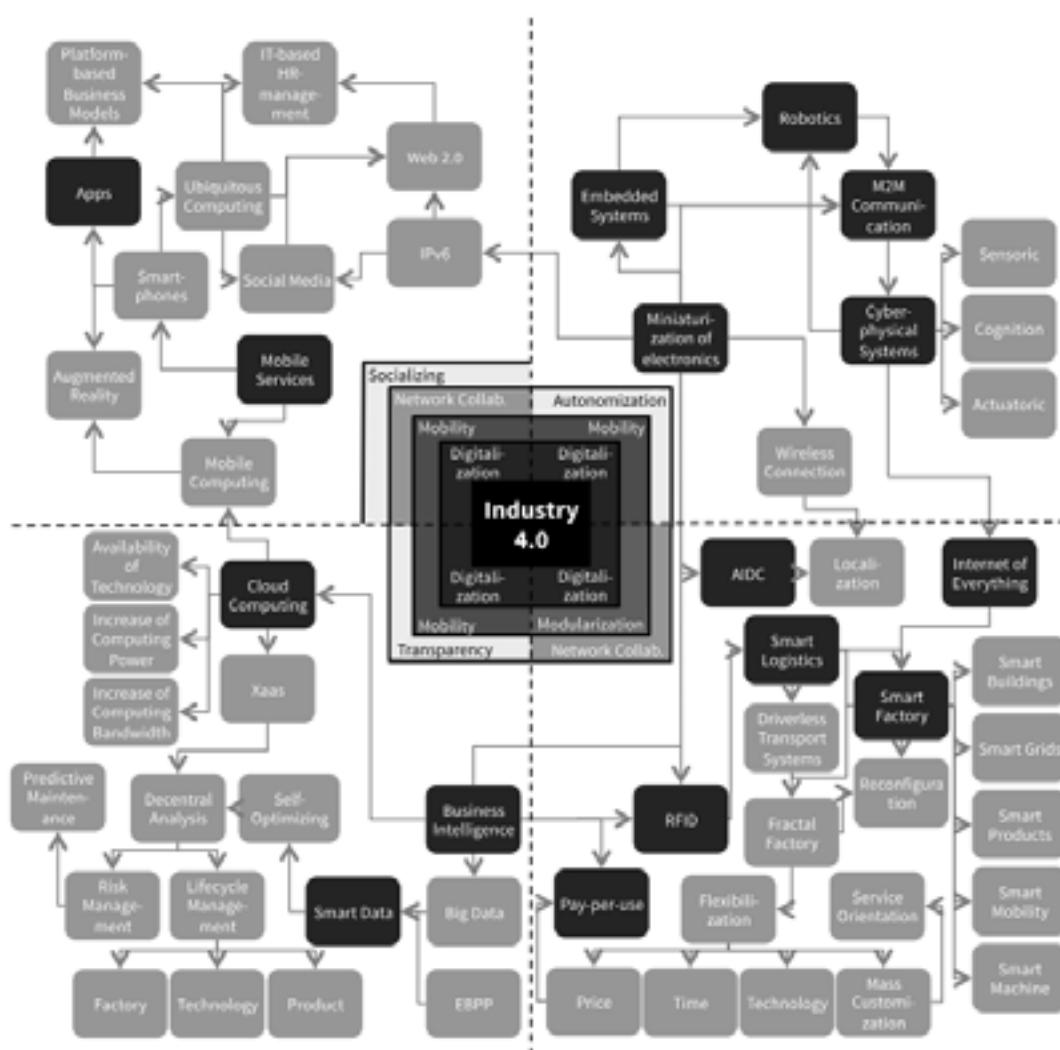 Platform-
based
Business
Models
IT-based
HR-
manage-
ment
Apps
Ubiquitous
Computing
Web 2.0
Smart-
phones
Social Media
IPv6
Augmented
Reality
Mobile
Services
Mobile
Computing
Robotics
Embedded
Systems
M2M
Communi-
cation
Sensoric
Miniaturi-
zation of
electronics
Cyber-
physical
Systems
Cognition
Actuatoric
Wireless
Connection
Socializing
Network Collab.
Autonomization
Mobility
Mobility
Digitali-
zation
Digitali-
zation
Industry
4.0
Digitali-
zation
Digitali-
zation
Mobility
Modularization
Transparency
Network Collab.
Availability
of
Technology
Cloud
Computing
Increase of
Computing
Power
Xaas
Increase of
Computing
Bandwidth
Predictive
Mainten-
ance
Decentral
Analysis
Self-
Optimizing
Business
Intelligence
Risk
Manage-
ment
Lifecycle
Manage-
ment
Smart Data
Big Data
Factory
Technology
Product
EBPP
AIDC
Locali-
zation
Internet of
Everything
Smart
Logistics
Smart
Factory
Smart
Buildings
Driverless
Transport
Systems
Smart Grids
RFID
Fractal
Factory
Reconfigura
tion
Smart
Products
Pay-per-use
Flexibili-
zation
Service
Orientation
Smart
Mobility
Price
Time
Technology
Mass
Customi-
zation
Smart
Machine